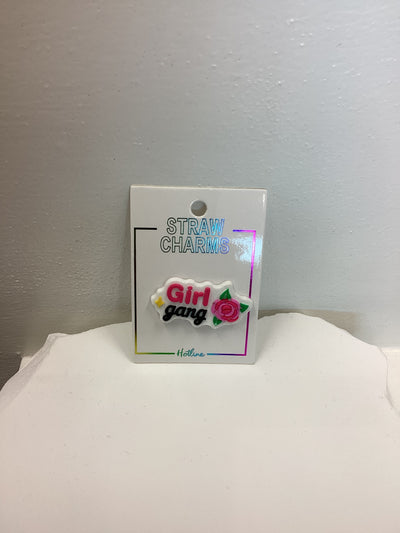 STRAW
CHARMS
Girl
gang
Hotline